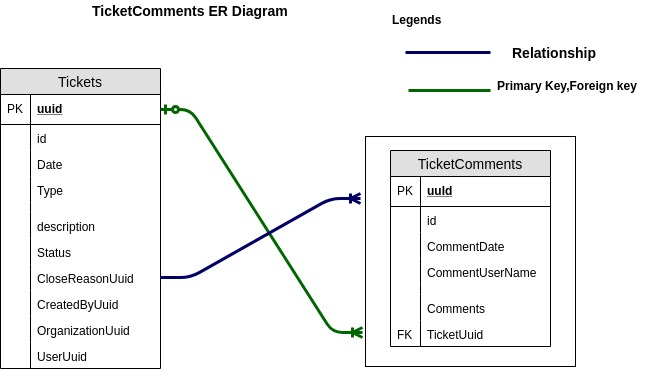 TicketComments ER Diagram
Legends
Relationship
Primary Key,Foreign key
Tickets
PK uuid
id
Date
Type
description
Status
CloseReasonUuid
CreatedByUuid
OrganizationUuid
UserUuid
TicketComments
PK uuld
id
CommentDate
CommentUserName
Comments
FK TicketUuid